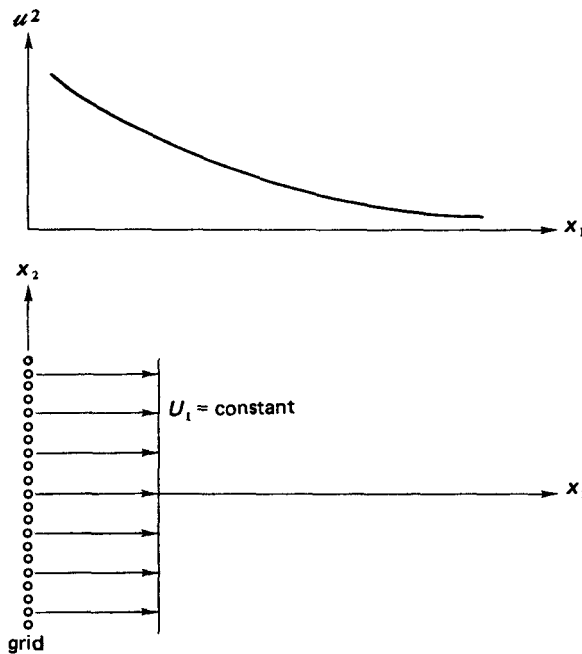 u²
x₁
x₂
U₁ = constant
x
grid